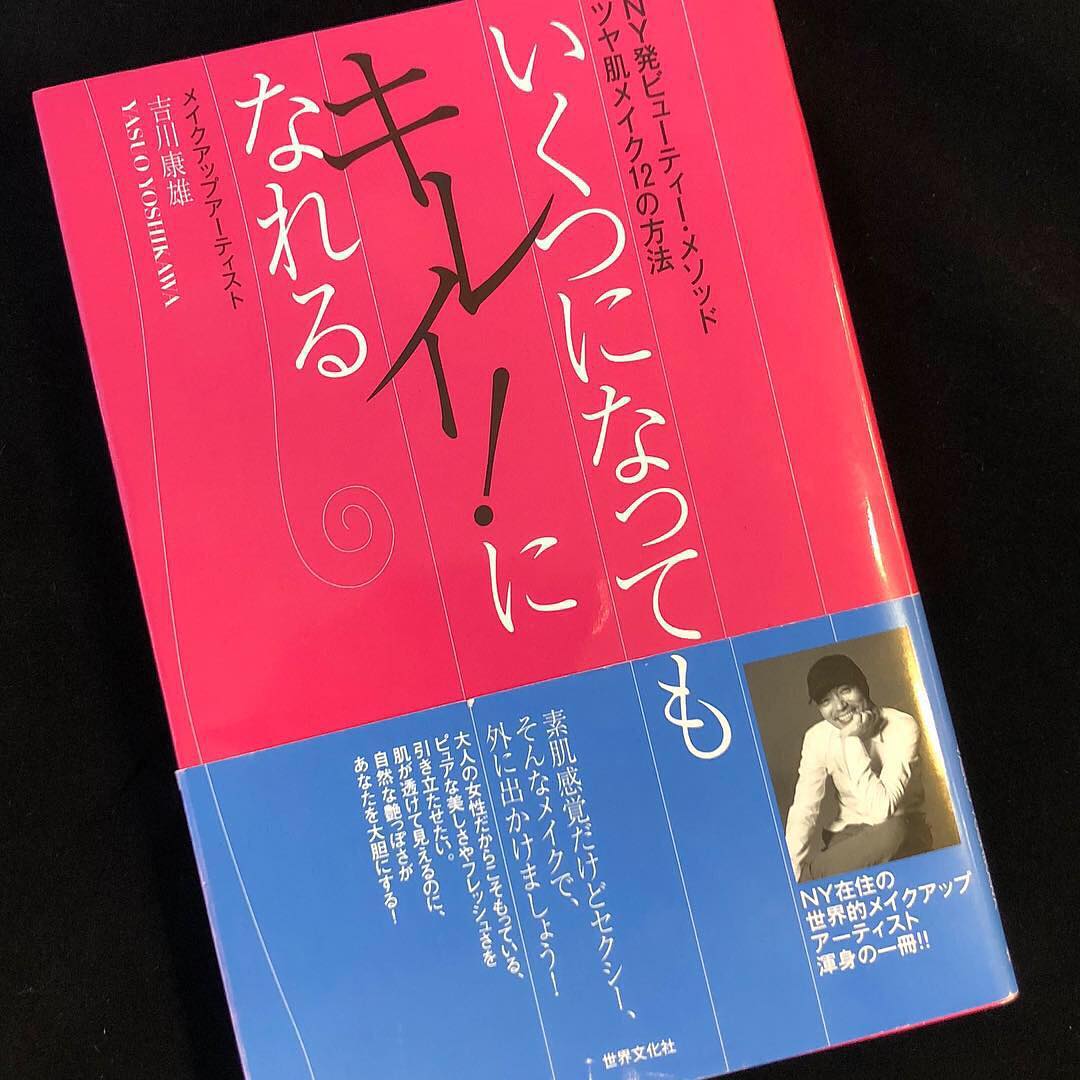 NY発ビューティー・メソッド
ツヤ肌メイク12の方法
いくつになっても
キレイ!に
なれる
メイクアップアーティスト
吉川康雄
YASUO YOSHIKAWA
素肌感覚だけどセクシー、
そんなメイクで、
外に出かけましょう!
大人の女性だからこそもっている、
ピュアな美しさやフレッシュさを
引き立たせたい。
肌が透けて見えるのに、
自然な艶っぽさが
あなたを大胆にする!
NY在住の
世界的メイクアップ
アーティスト
渾身の一冊!!
世界文化社